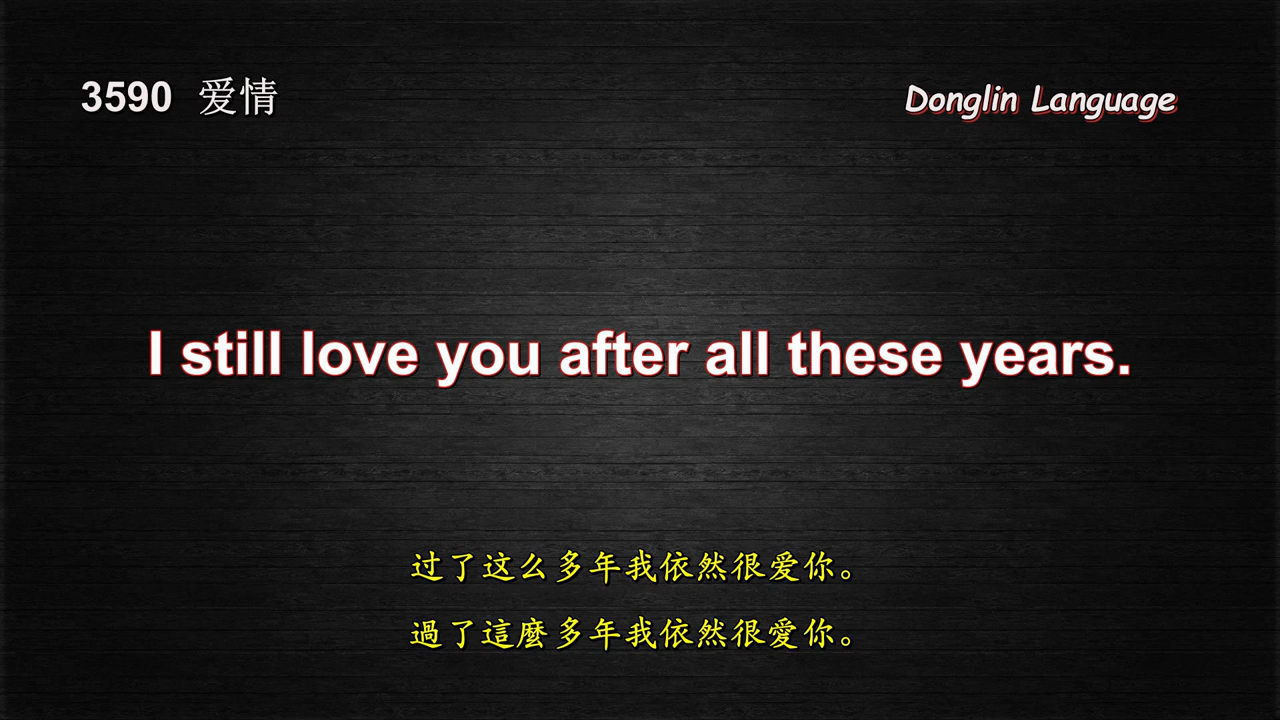 3590 爱情
Donglin Language
I still love you after all these years.
过了这么多年我依然很爱你。
過了這麼多年我依然很愛你。